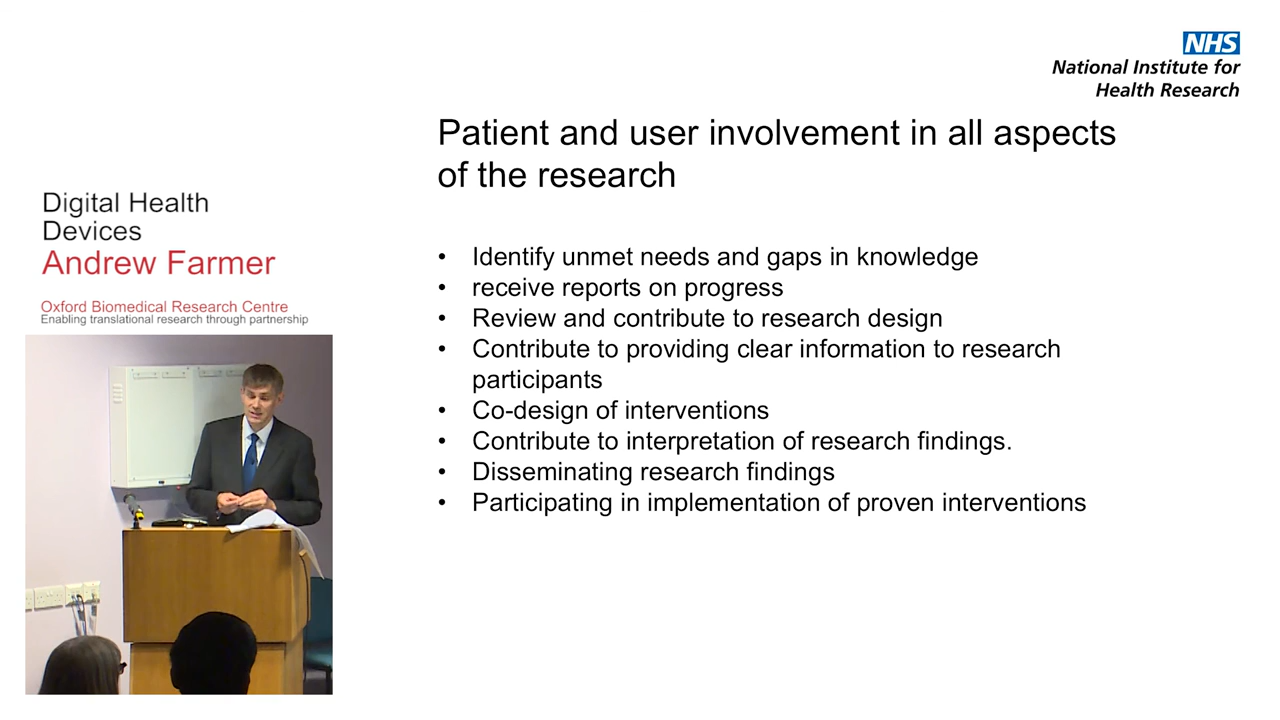 NHS
National Institute for
Health Research
Patient and user involvement in all aspects
of the research
Digital Health
Devices
Andrew Farmer
Oxford Biomedical Research Centre
Enabling translational research through partnership
• Identify unmet needs and gaps in knowledge
• receive reports on progress
• Review and contribute to research design
• Contribute to providing clear information to research
participants
• Co-design of interventions
• Contribute to interpretation of research findings.
• Disseminating research findings
• Participating in implementation of proven interventions